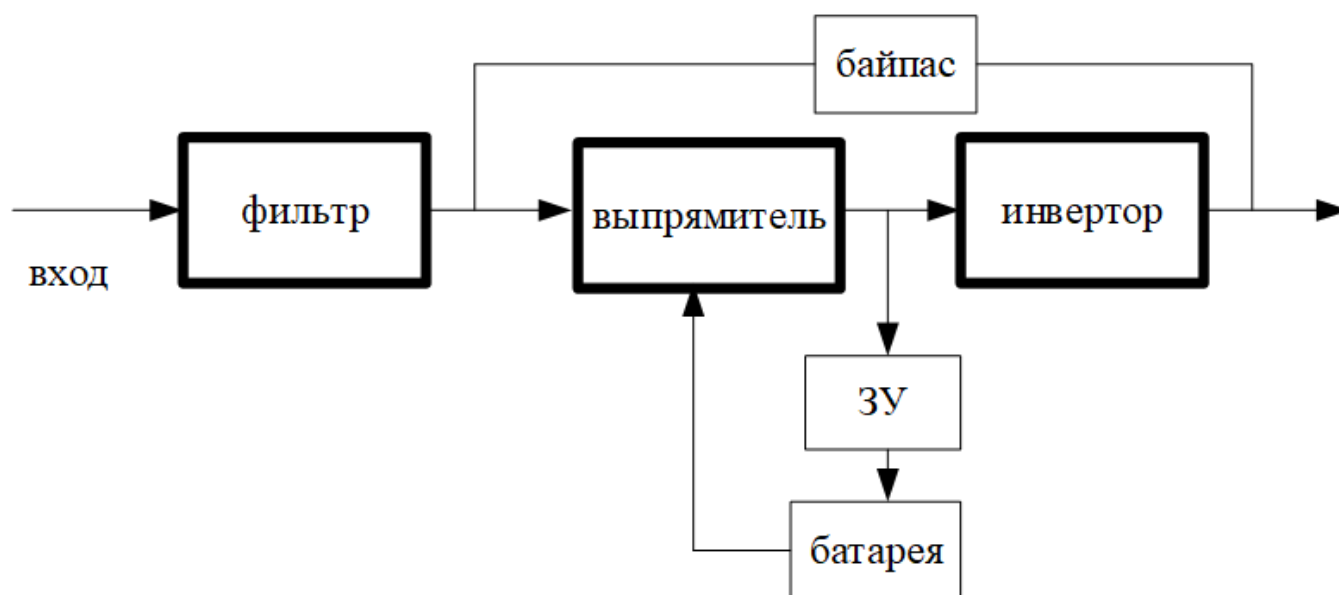 байпас
фильтр
выпрямитель
инвертор
вход
ЗУ
батарея